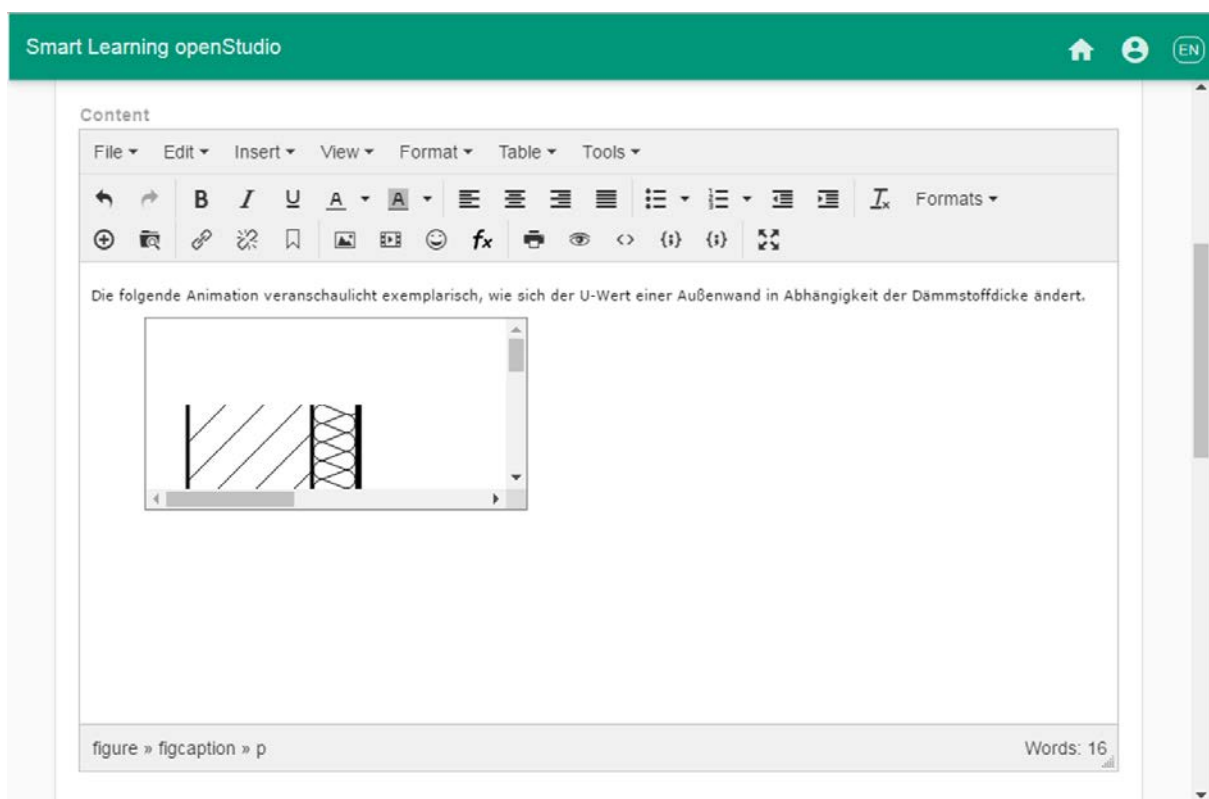 Smart Learning openStudio
EN
Content
File Edit Insert View Format Table Tools
B I U A A Formats
fx
Die folgende Animation veranschaulicht exemplarisch, wie sich der U-Wert einer Außenwand in Abhängigkeit der Dämmstoffdicke ändert.
figure » figcaption » p Words: 16